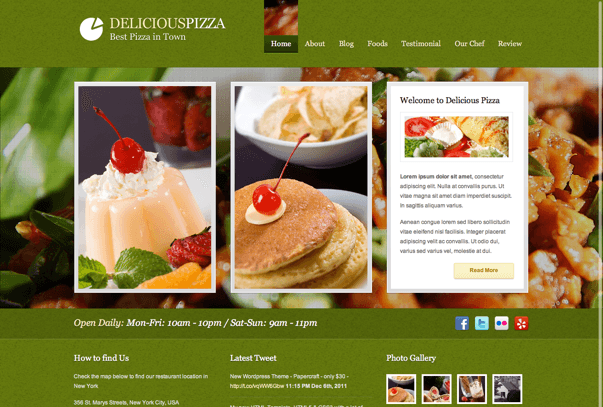 DELICIOUSPIZZA
Best Pizza in Town
Home About Blog Foods Testimonial Our Chef Review
Welcome to Delicious Pizza
Lorem ipsum dolor sit amet, consectetur
adipiscing elit. Nulla at convallis purus. Ut
vitae magna sit amet diam imperdiet suscipit.
In sagittis aliquam varius.
Aenean congue lorem sed libero sollicitudin
vitae eleifend nisi facilisis. Integer placerat
adipiscing velit ac convallis. Ut odio dui,
varius sed varius vel, molestie at dui.
Read More
Open Daily: Mon-Fri: 10am - 10pm / Sat-Sun: 9am - 11pm
How to find Us
Check the map below to find our restaurant location in
New York
356 St. Marys Streets, New York City, USA
Latest Tweet
New Wordpress Theme - Papercraft - only $30 -
11:15 PM Dec 6th, 2011
Photo Gallery